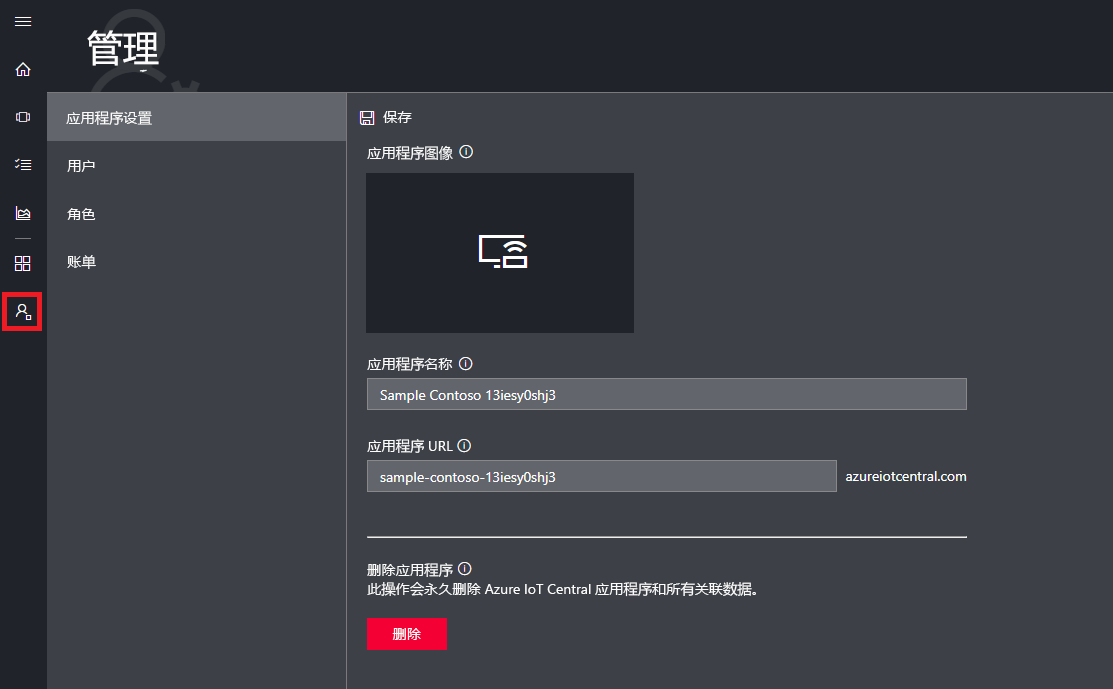 管理
应用程序设置
用户
角色
账单
保存
应用程序图像
应用程序名称
Sample Contoso 13iesy0shj3
应用程序 URL
sample-contoso-13iesy0shj3 azureiotcentral.com
删除应用程序
此操作会永久删除 Azure IoT Central 应用程序和所有关联数据。
删除